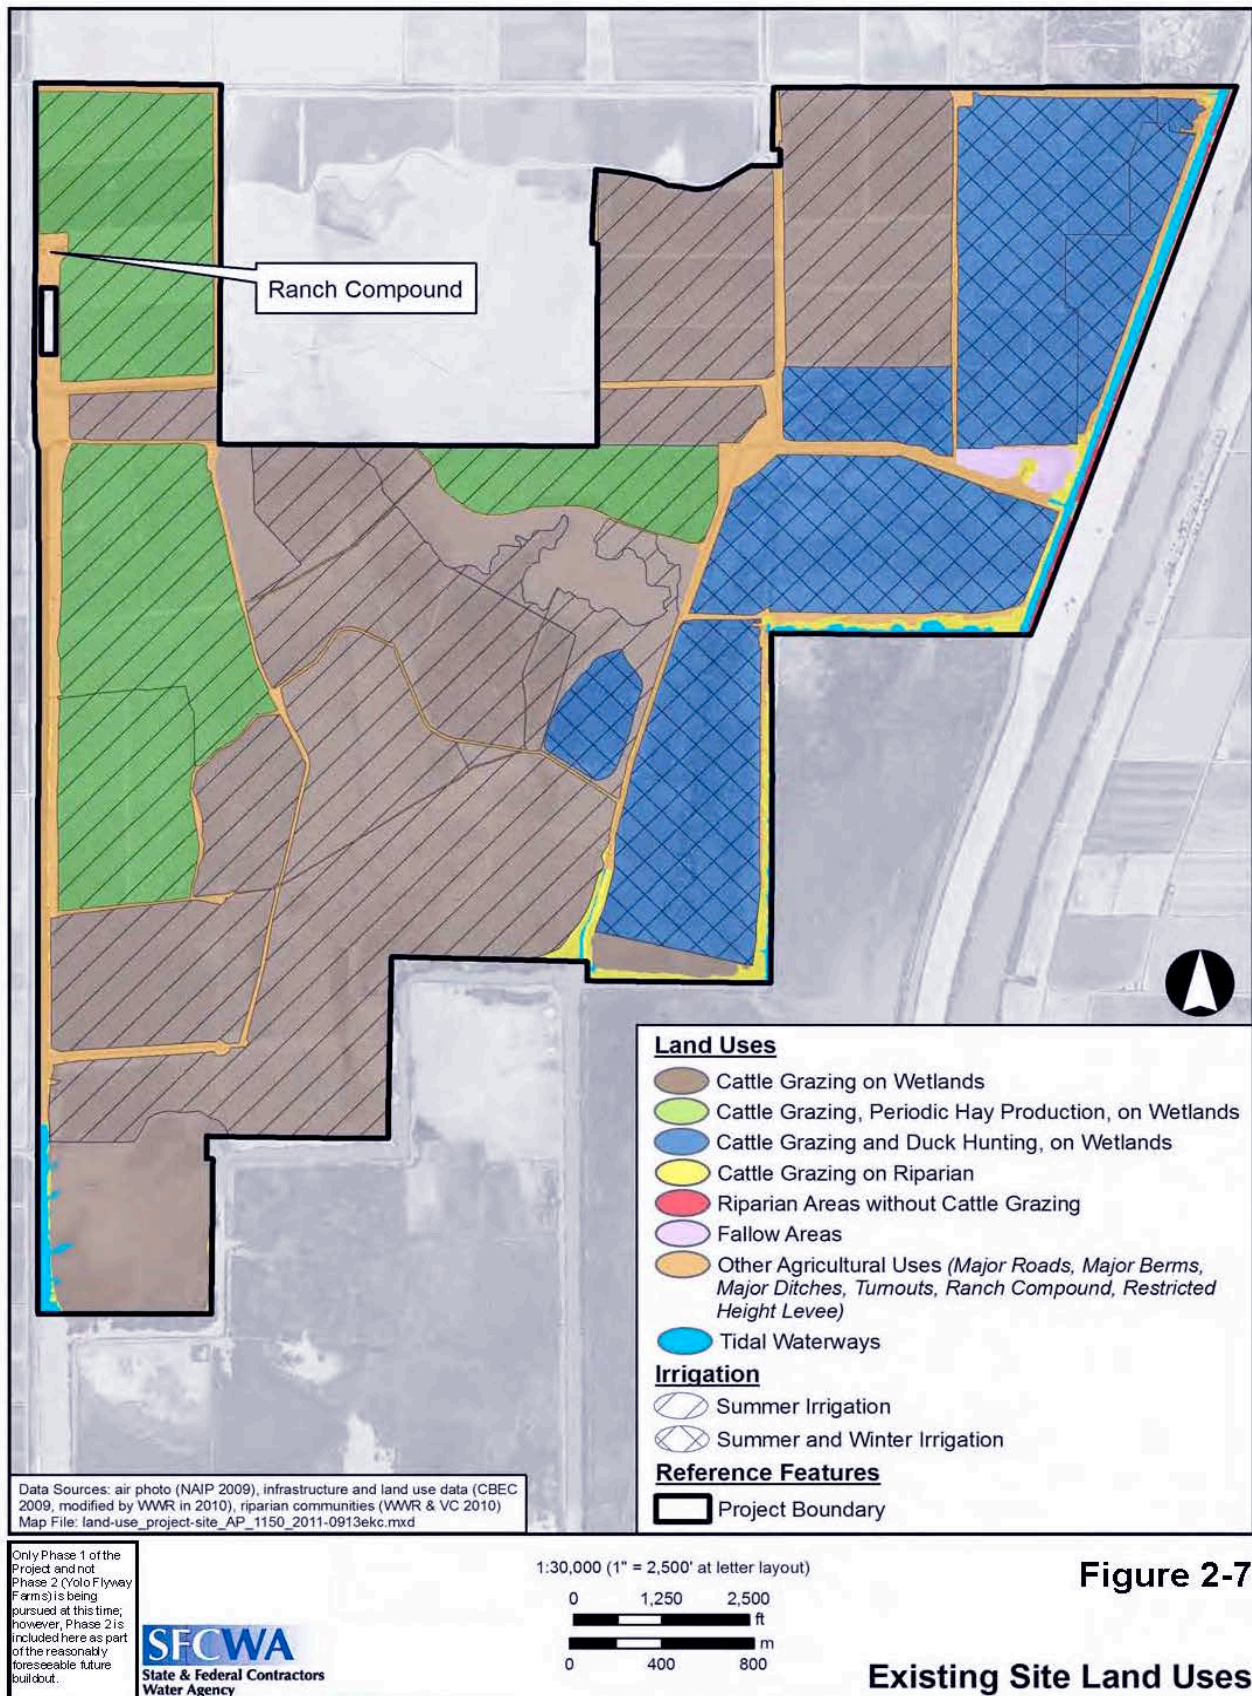 Ranch Compound
Land Uses
Cattle Grazing on Wetlands
Cattle Grazing, Periodic Hay Production, on Wetlands
Cattle Grazing and Duck Hunting, on Wetlands
Cattle Grazing on Riparian
Riparian Areas without Cattle Grazing
Fallow Areas
Other Agricultural Uses (Major Roads, Major Berms,
Major Ditches, Turnouts, Ranch Compound, Restricted
Height Levee)
Tidal Waterways
Irrigation
Summer Irrigation
Summer and Winter Irrigation
Reference Features
Project Boundary
Data Sources: air photo (NAIP 2009), infrastructure and land use data (CBEC
2009, modified by WWR in 2010), riparian communities (WWR & VC 2010)
Map File: land-use_project-site_AP_1150_2011-0913ekc.mxd
Only Phase 1 of the
Project and not
Phase 2 (Yolo Flyway
Farms) is being
pursued at this time;
however, Phase 2 is
included here as part
of the reasonably
foreseeable future
buildout.
SFCWA
State & Federal Contractors
Water Agency
1:30,000 (1" = 2,500' at letter layout)
0 1,250 2,500
ft
m
0 400 800
Figure 2-7
Existing Site Land Uses